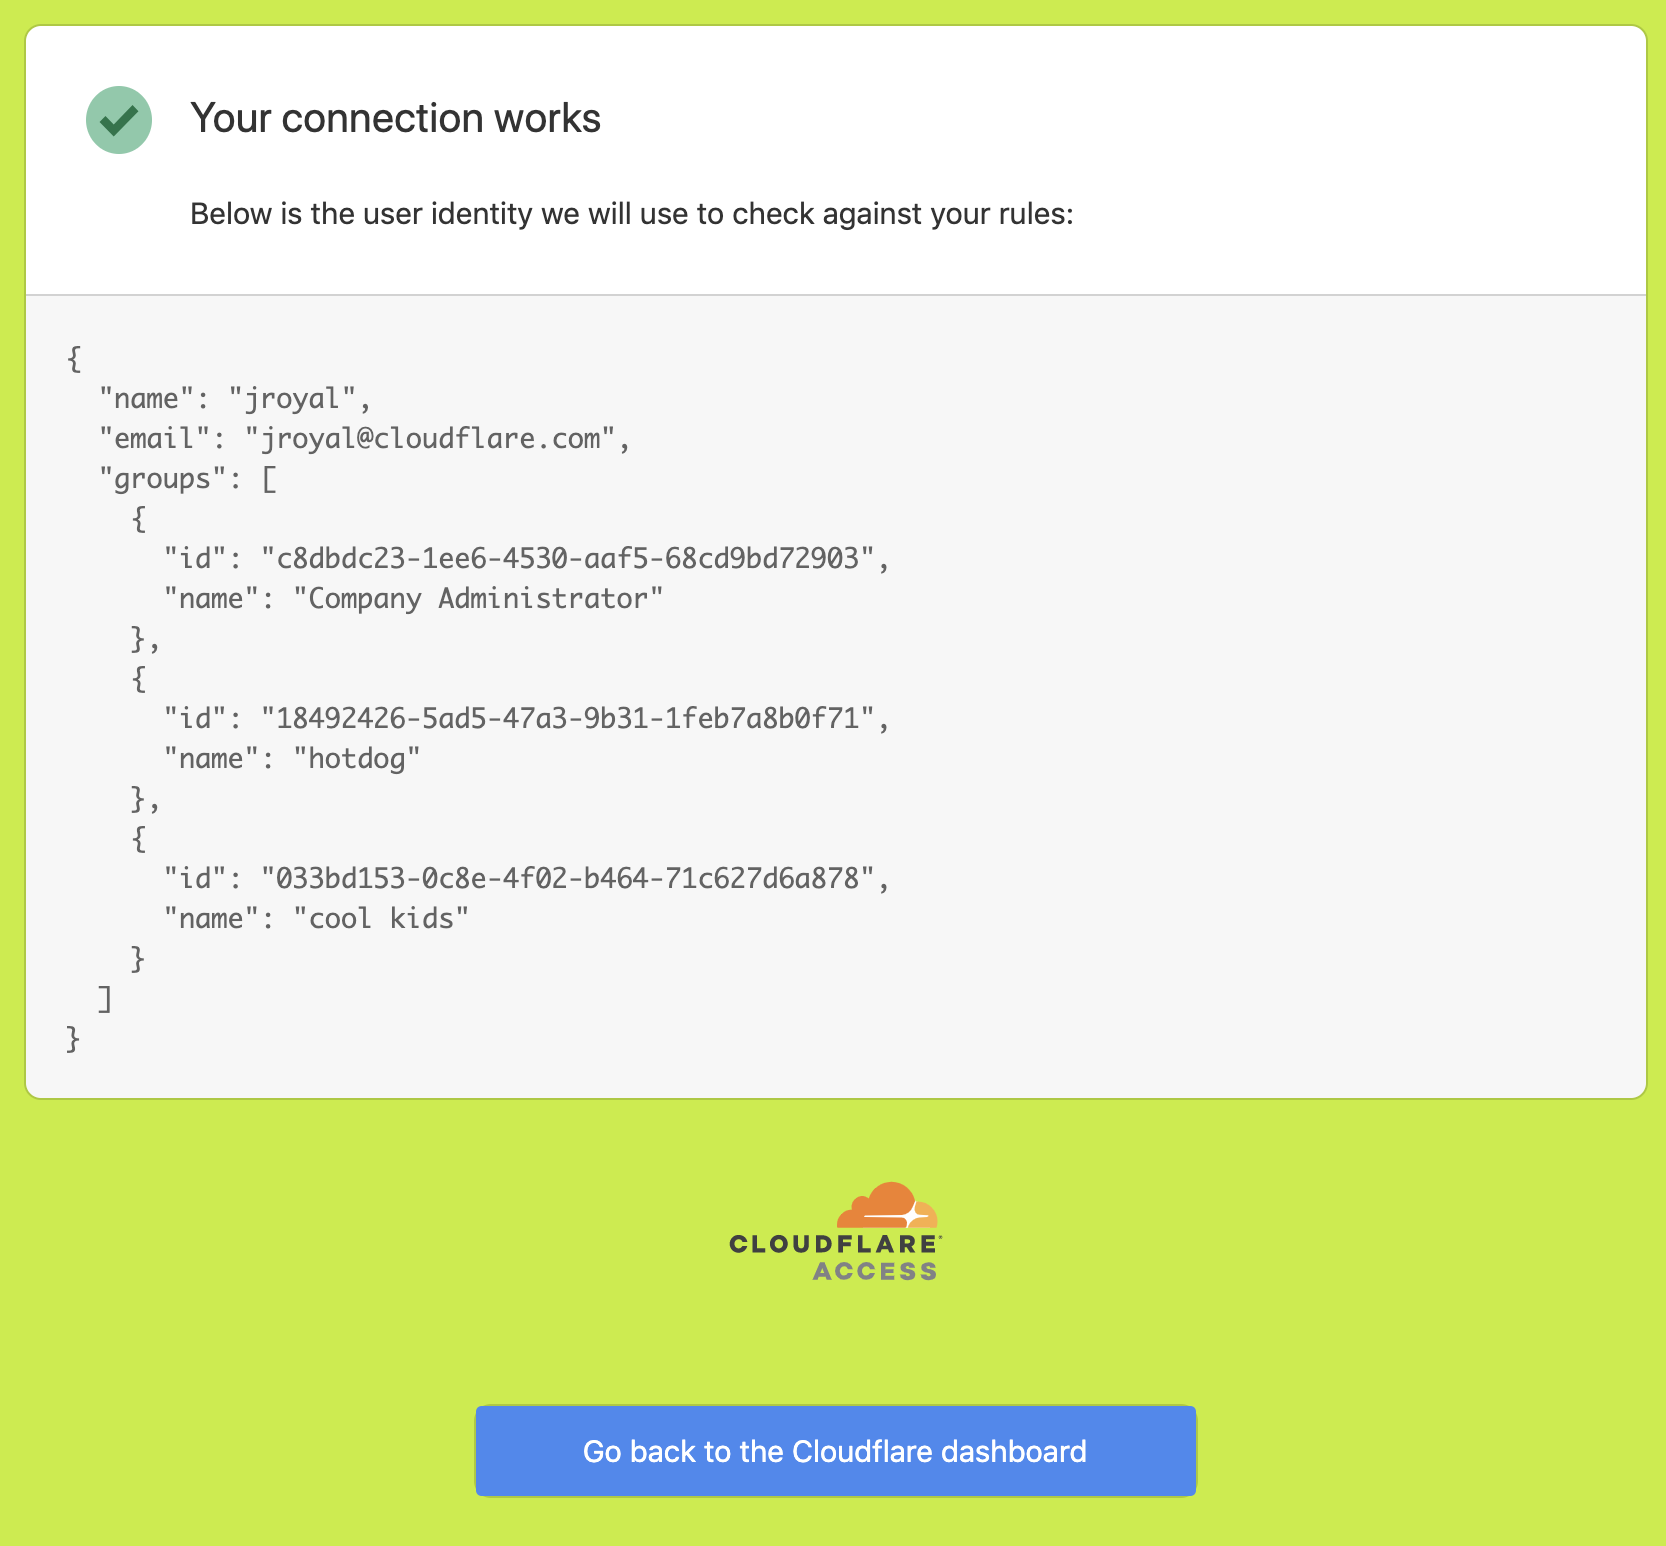 Your connection works
Below is the user identity we will use to check against your rules:
{
  "name": "jroyal",
  "email": "jroyal@cloudflare.com",
  "groups": [
    {
      "id": "c8dbdc23-1ee6-4530-aaf5-68cd9bd72903",
      "name": "Company Administrator"
    },
    {
      "id": "18492426-5ad5-47a3-9b31-1feb7a8b0f71",
      "name": "hotdog"
    },
    {
      "id": "033bd153-0c8e-4f02-b464-71c627d6a878",
      "name": "cool kids"
    }
  ]
}
CLOUDFLARE
ACCESS
Go back to the Cloudflare dashboard